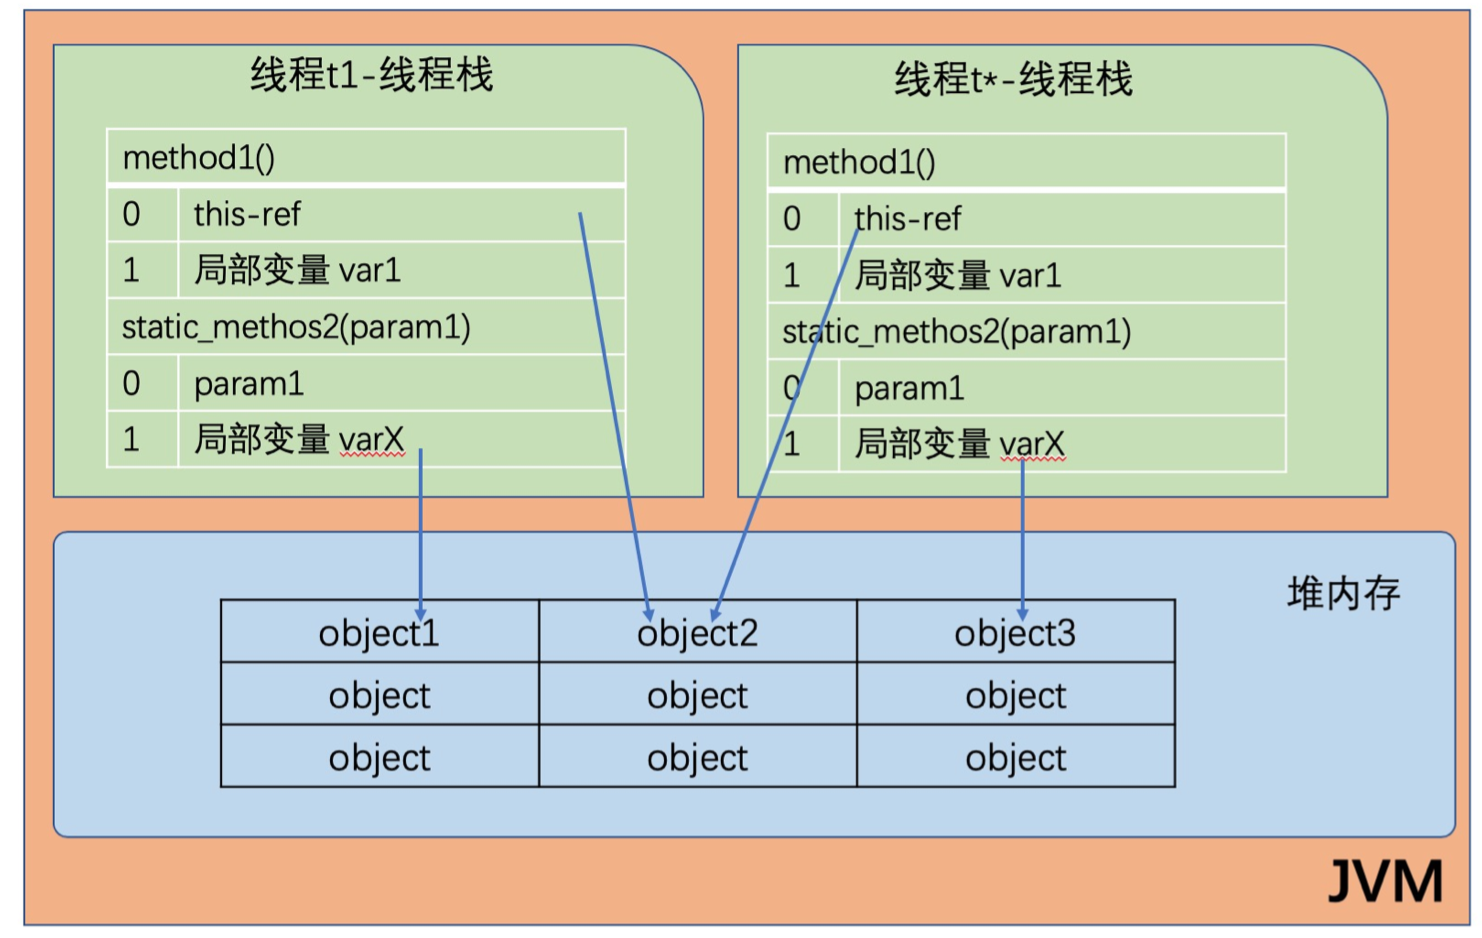 线程t1-线程栈
method1()
0 this-ref
1 局部变量 var1
static_methos2(param1)
0 param1
1 局部变量 varX
线程t*-线程栈
method1()
0 this-ref
1 局部变量 var1
static_methos2(param1)
0 param1
1 局部变量 varX
堆内存
object1 object2 object3
object object object
object object object
JVM